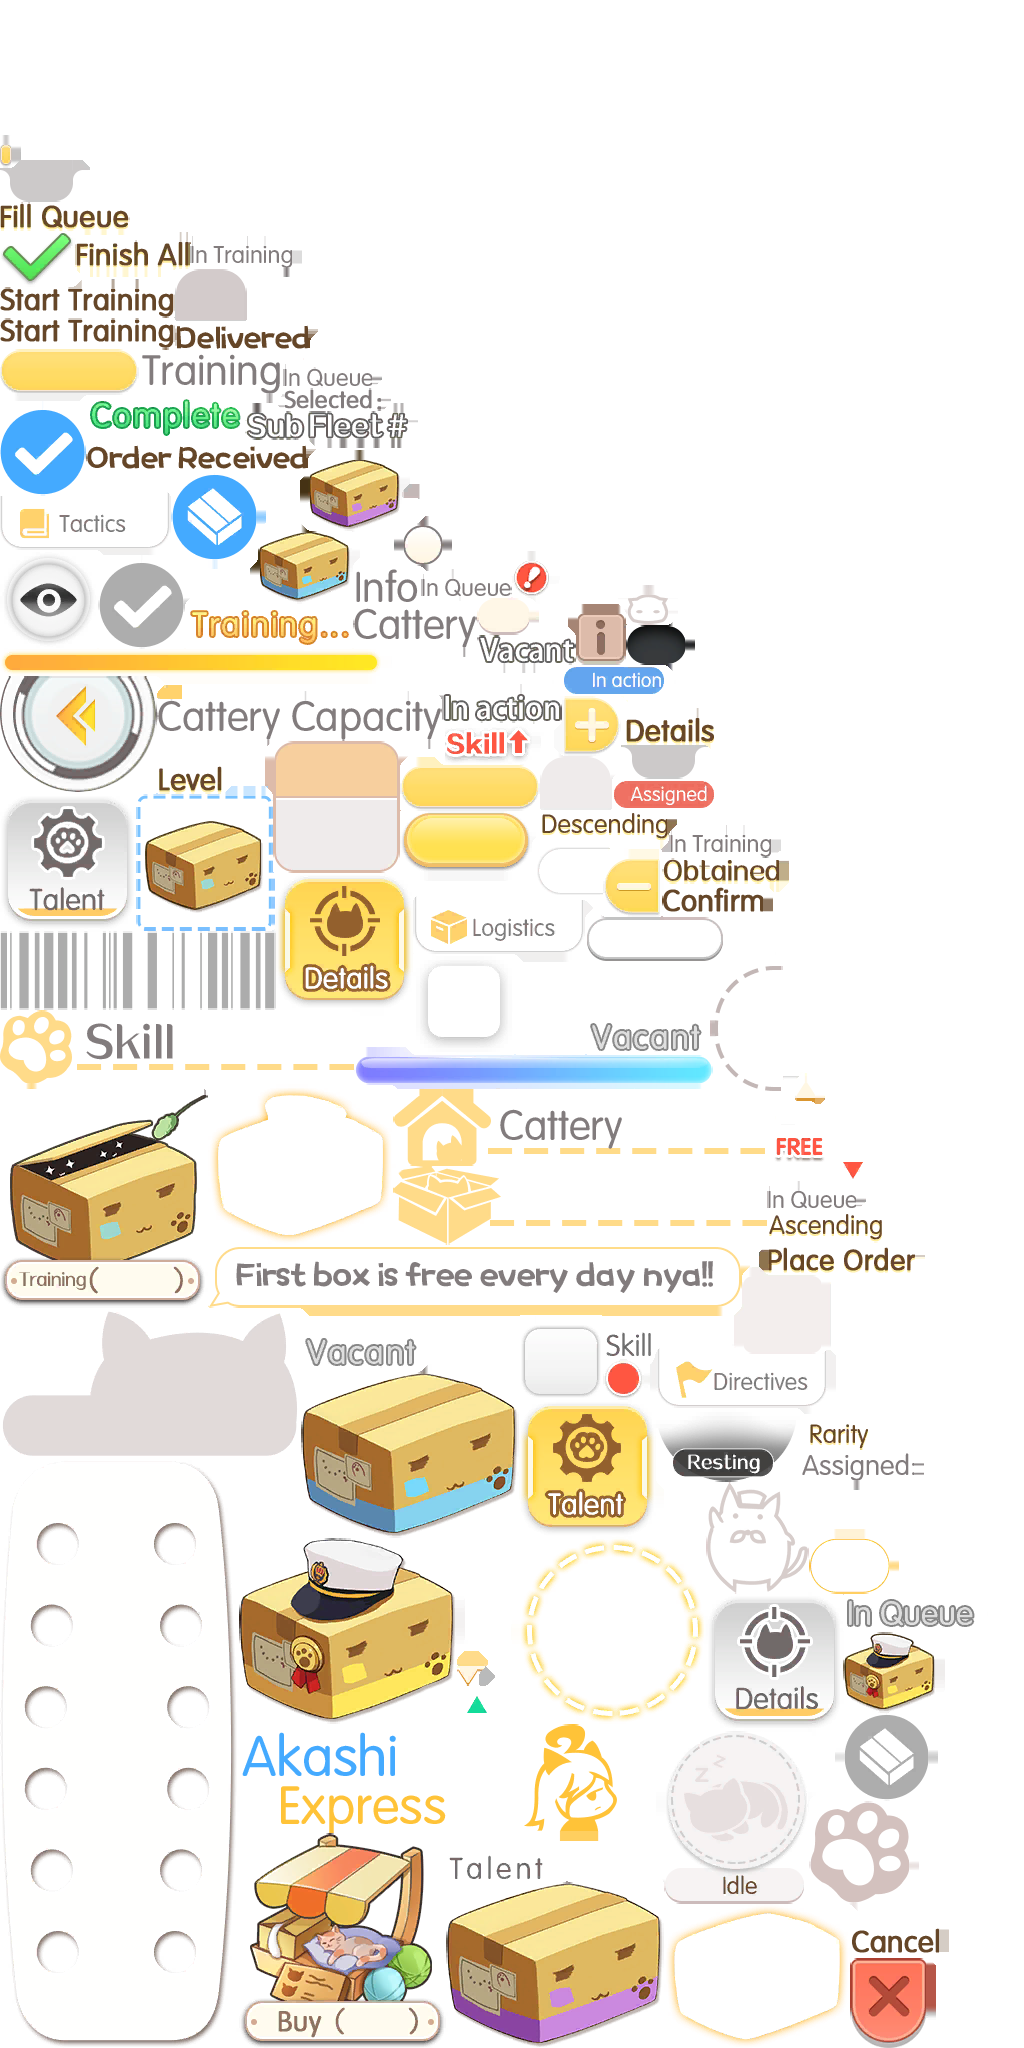 Fill Queue
Finish All
In Training
Start Training
Start Training
Delivered
Training
In Queue
Selected:
Complete
Sub Fleet #
Order Received
Tactics
Info
In Queue
Training...
Cattery
Vacant
In action
Cattery Capacity
In action
Skill
Details
Level
Assigned
Descending
In Training
Talent
Obtained
Confirm
Logistics
Details
Skill
Vacant
Cattery
FREE
In Queue
Ascending
Place Order
Training(        )
First box is free every day nya!!
Vacant
Skill
Directives
Rarity
Resting
Assigned:
Talent
In Queue
Details
Akashi
Express
Talent
Idle
Cancel
Buy (        )